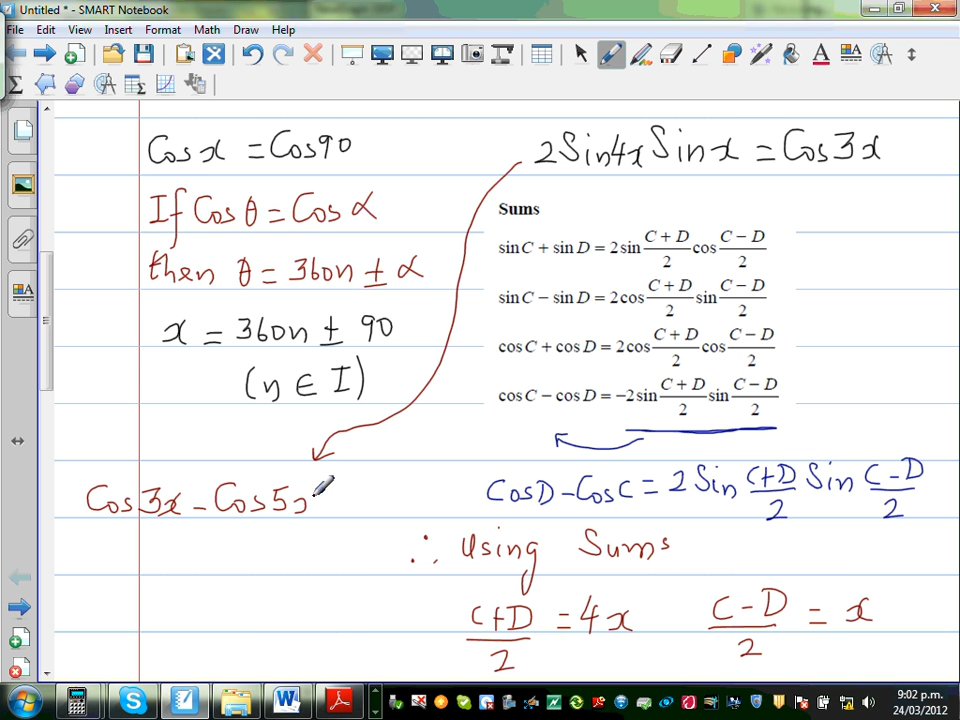 Untitled * - SMART Notebook
File Edit View Insert Format Math Draw Help
Cos x = Cos 90
If Cos θ = Cos α
then θ = 360n ± α
x = 360n ± 90
(n ∈ I)
2 Sin 4x Sin x = Cos 3x
Sums
sin C + sin D = 2 sin (C + D)/2 cos (C − D)/2
sin C − sin D = 2 cos (C + D)/2 sin (C − D)/2
cos C + cos D = 2 cos (C + D)/2 cos (C − D)/2
cos C − cos D = −2 sin (C + D)/2 sin (C − D)/2
Cos D − Cos C = 2 Sin (C+D)/2 Sin (C−D)/2
Cos 3x − Cos 5
∴ Using Sums
(C+D)/2 = 4x (C−D)/2 = x
9:02 p.m.
24/03/2012